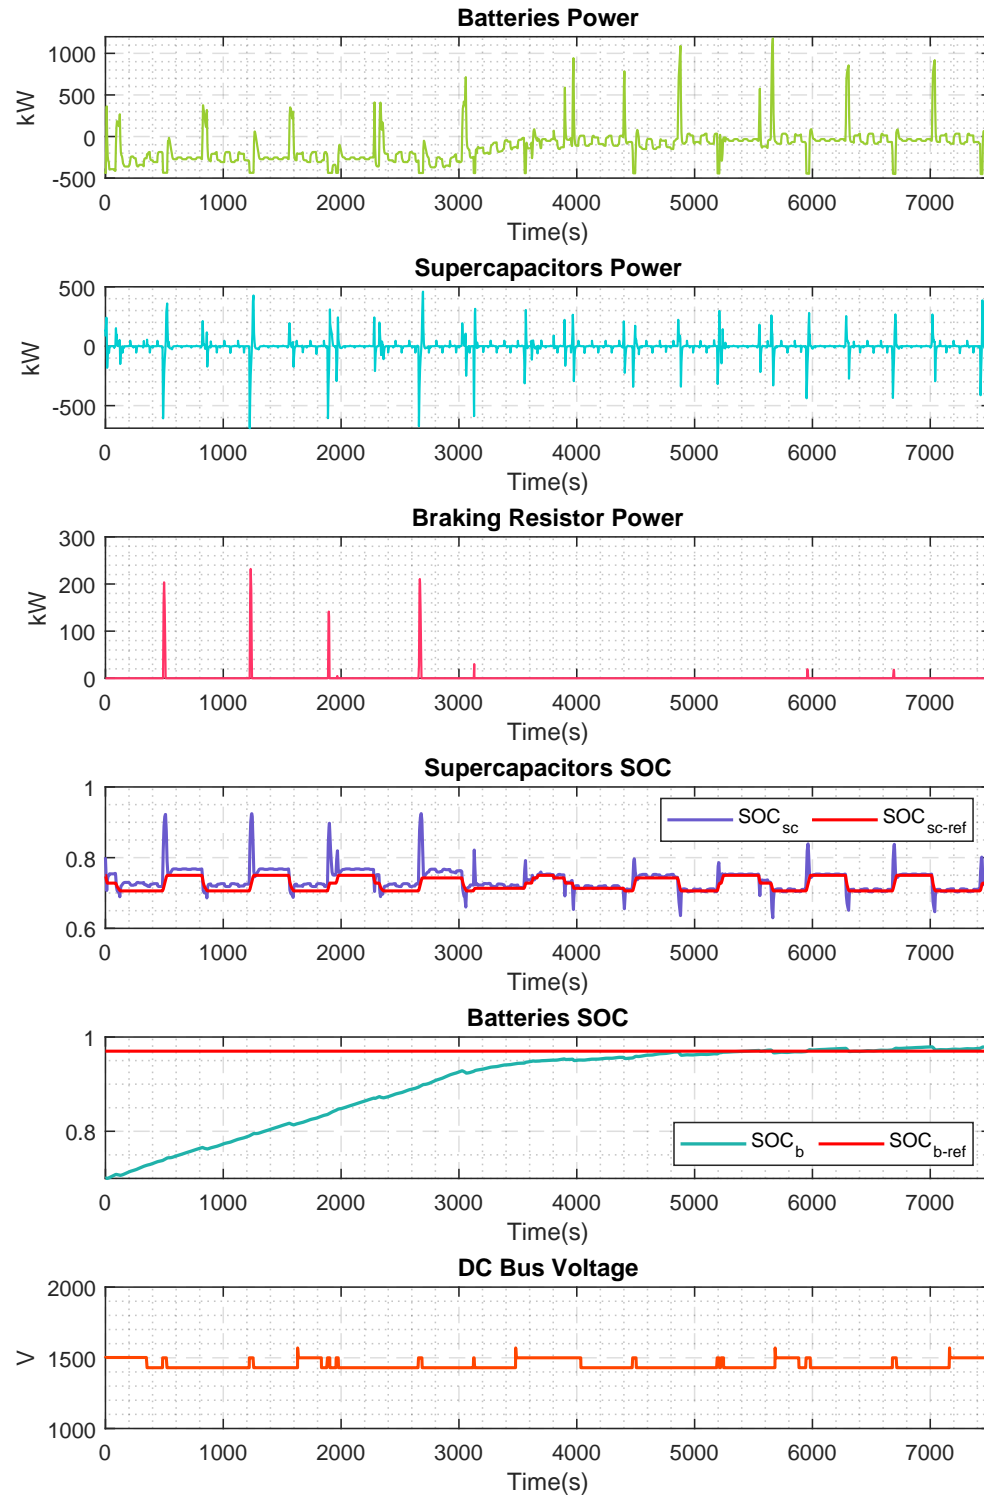 Batteries Power
1000
500
0
-500
kW
0 1000 2000 3000 4000 5000 6000 7000
Time(s)
Supercapacitors Power
500
0
-500
kW
0 1000 2000 3000 4000 5000 6000 7000
Time(s)
Braking Resistor Power
300
200
100
0
kW
0 1000 2000 3000 4000 5000 6000 7000
Time(s)
Supercapacitors SOC
1
0.8
0.6
SOC_sc SOC_sc-ref
0 1000 2000 3000 4000 5000 6000 7000
Time(s)
Batteries SOC
1
0.8
SOC_b SOC_b-ref
0 1000 2000 3000 4000 5000 6000 7000
Time(s)
DC Bus Voltage
2000
1500
1000
V
0 1000 2000 3000 4000 5000 6000 7000
Time(s)